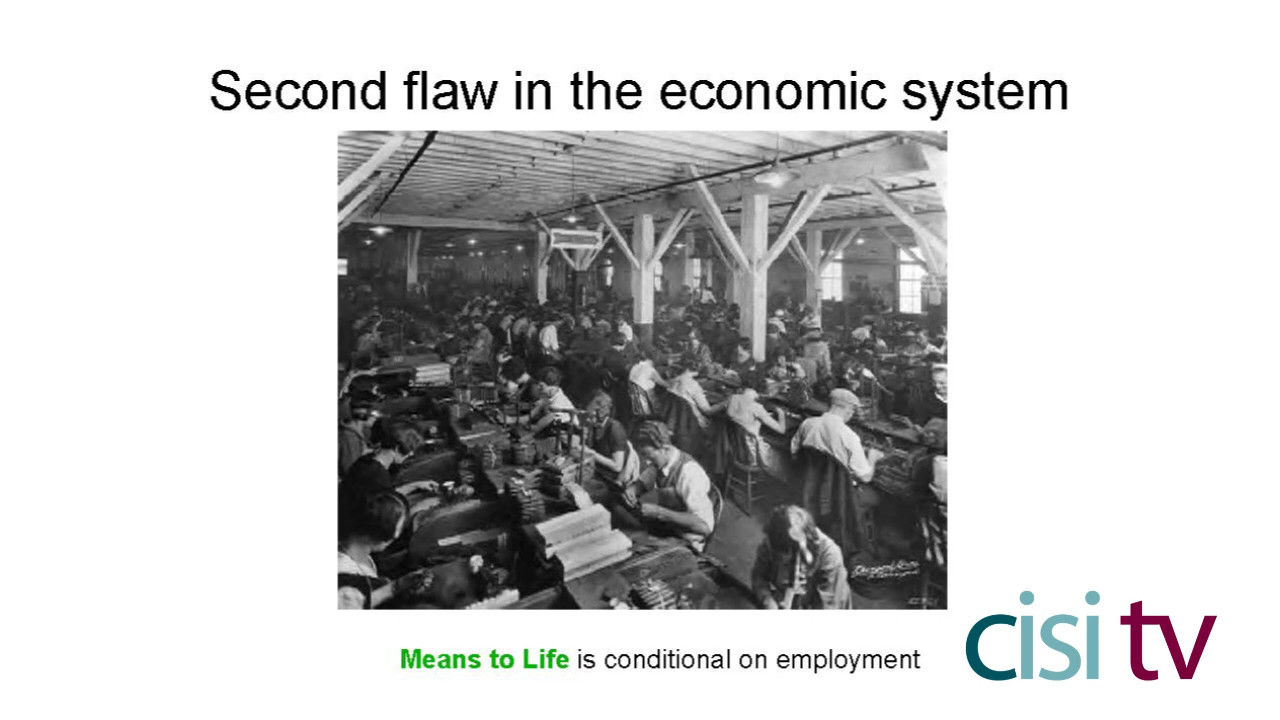 Second flaw in the economic system
Means to Life is conditional on employment
cisi tv